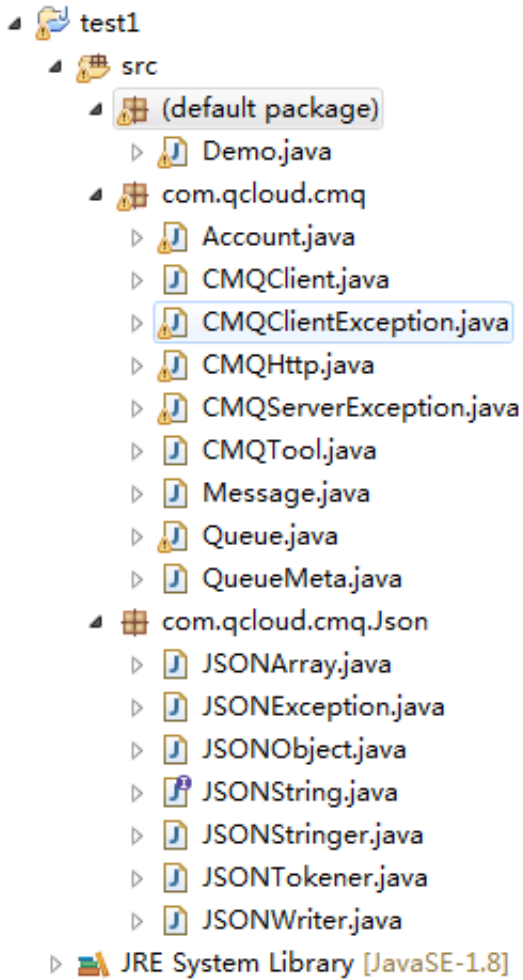 test1
src
(default package)
Demo.java
com.qcloud.cmq
Account.java
CMQClient.java
CMQClientException.java
CMQHttp.java
CMQServerException.java
CMQTool.java
Message.java
Queue.java
QueueMeta.java
com.qcloud.cmq.Json
JSONArray.java
JSONException.java
JSONObject.java
JSONString.java
JSONStringer.java
JSONTokener.java
JSONWriter.java
JRE System Library [JavaSE-1.8]